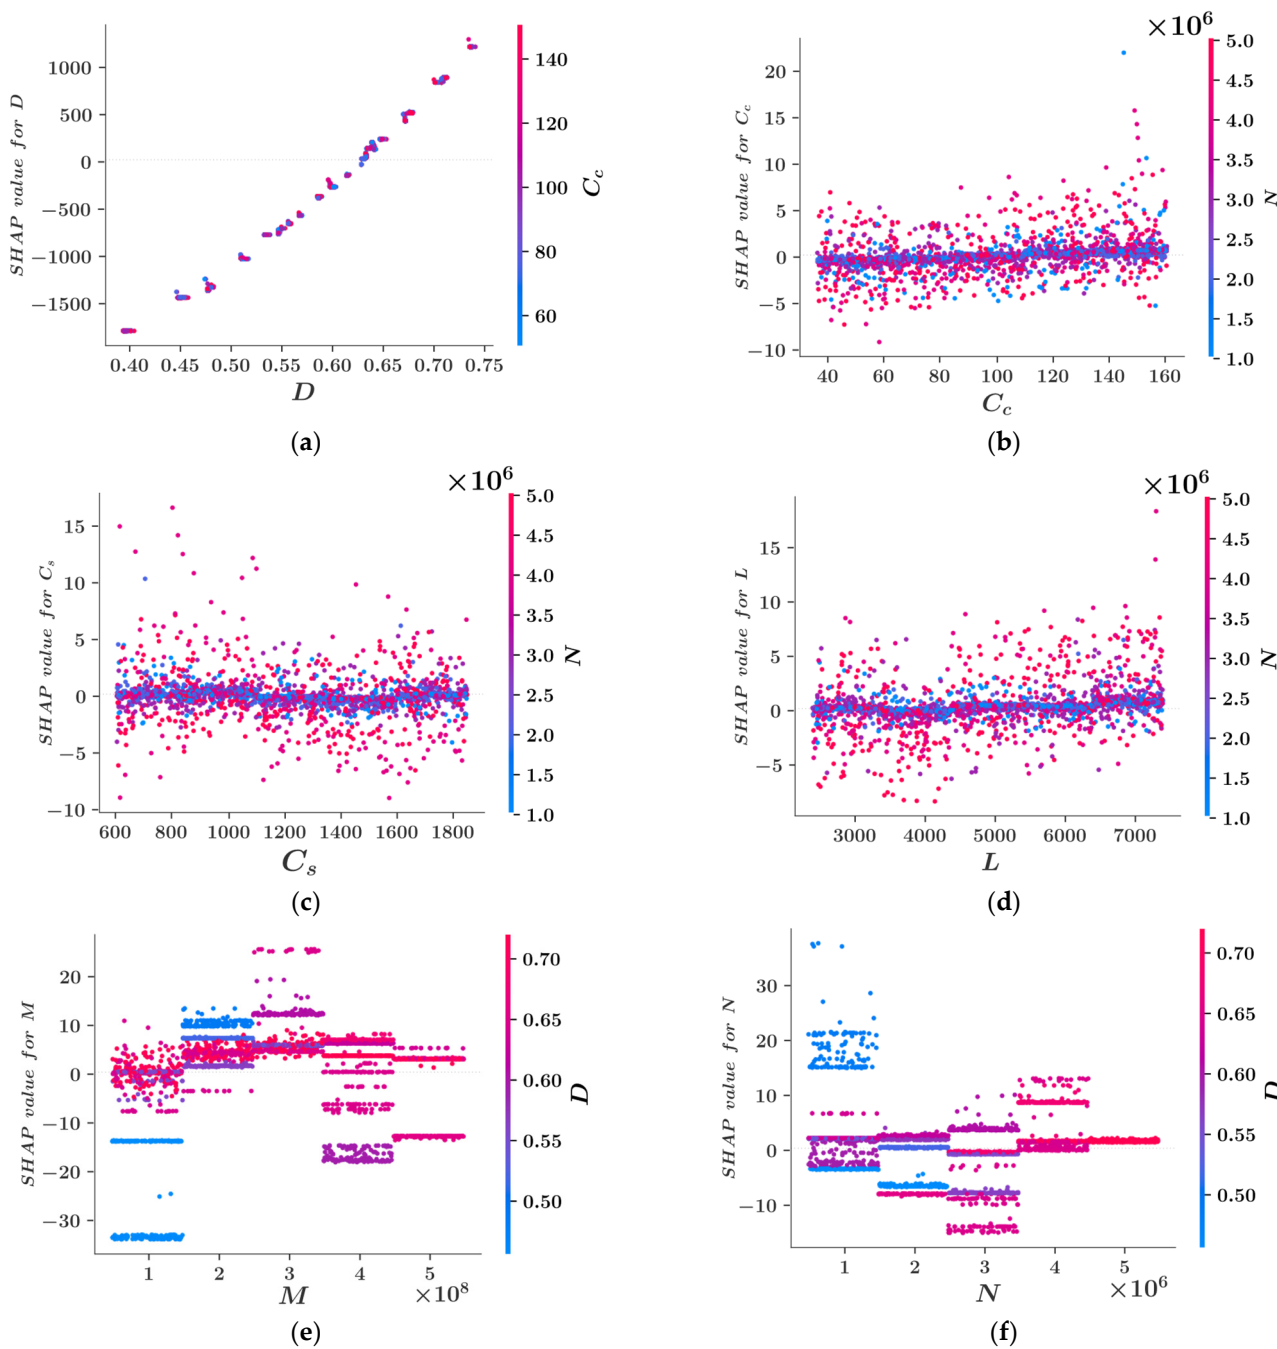 SHAP value for D
1000
500
0
−500
−1000
−1500
0.40 0.45 0.50 0.55 0.60 0.65 0.70 0.75
D
140
120
100
80
60
C_c
(a)
×10^6
SHAP value for C_c
20
15
10
5
0
−5
−10
40 60 80 100 120 140 160
C_c
5.0
4.5
4.0
3.5
3.0
2.5
2.0
1.5
1.0
N
(b)
×10^6
SHAP value for C_s
15
10
5
0
−5
−10
600 800 1000 1200 1400 1600 1800
C_s
5.0
4.5
4.0
3.5
3.0
2.5
2.0
1.5
1.0
N
(c)
×10^6
SHAP value for L
15
10
5
0
−5
3000 4000 5000 6000 7000
L
5.0
4.5
4.0
3.5
3.0
2.5
2.0
1.5
1.0
N
(d)
SHAP value for M
20
10
0
−10
−20
−30
1 2 3 4 5
M ×10^8
0.70
0.65
0.60
0.55
0.50
D
(e)
SHAP value for N
30
20
10
0
−10
1 2 3 4 5
N ×10^6
0.70
0.60
0.55
0.50
D
(f)